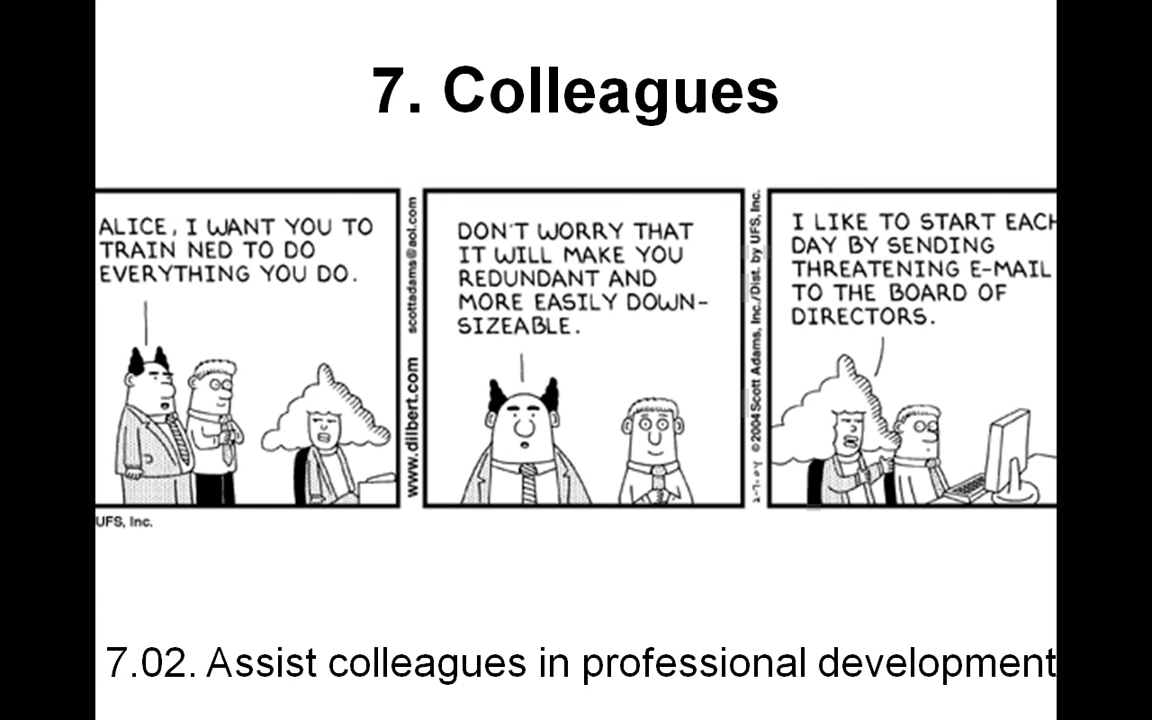 7. Colleagues
ALICE, I WANT YOU TO
TRAIN NED TO DO
EVERYTHING YOU DO.
www.dilbert.com scottadams@aol.com
DON'T WORRY THAT
IT WILL MAKE YOU
REDUNDANT AND
MORE EASILY DOWN-
SIZEABLE.
2-7-04 ©2004 Scott Adams, Inc./Dist. by UFS, Inc.
I LIKE TO START EACH
DAY BY SENDING
THREATENING E-MAIL
TO THE BOARD OF
DIRECTORS.
UFS, Inc.
7.02. Assist colleagues in professional development